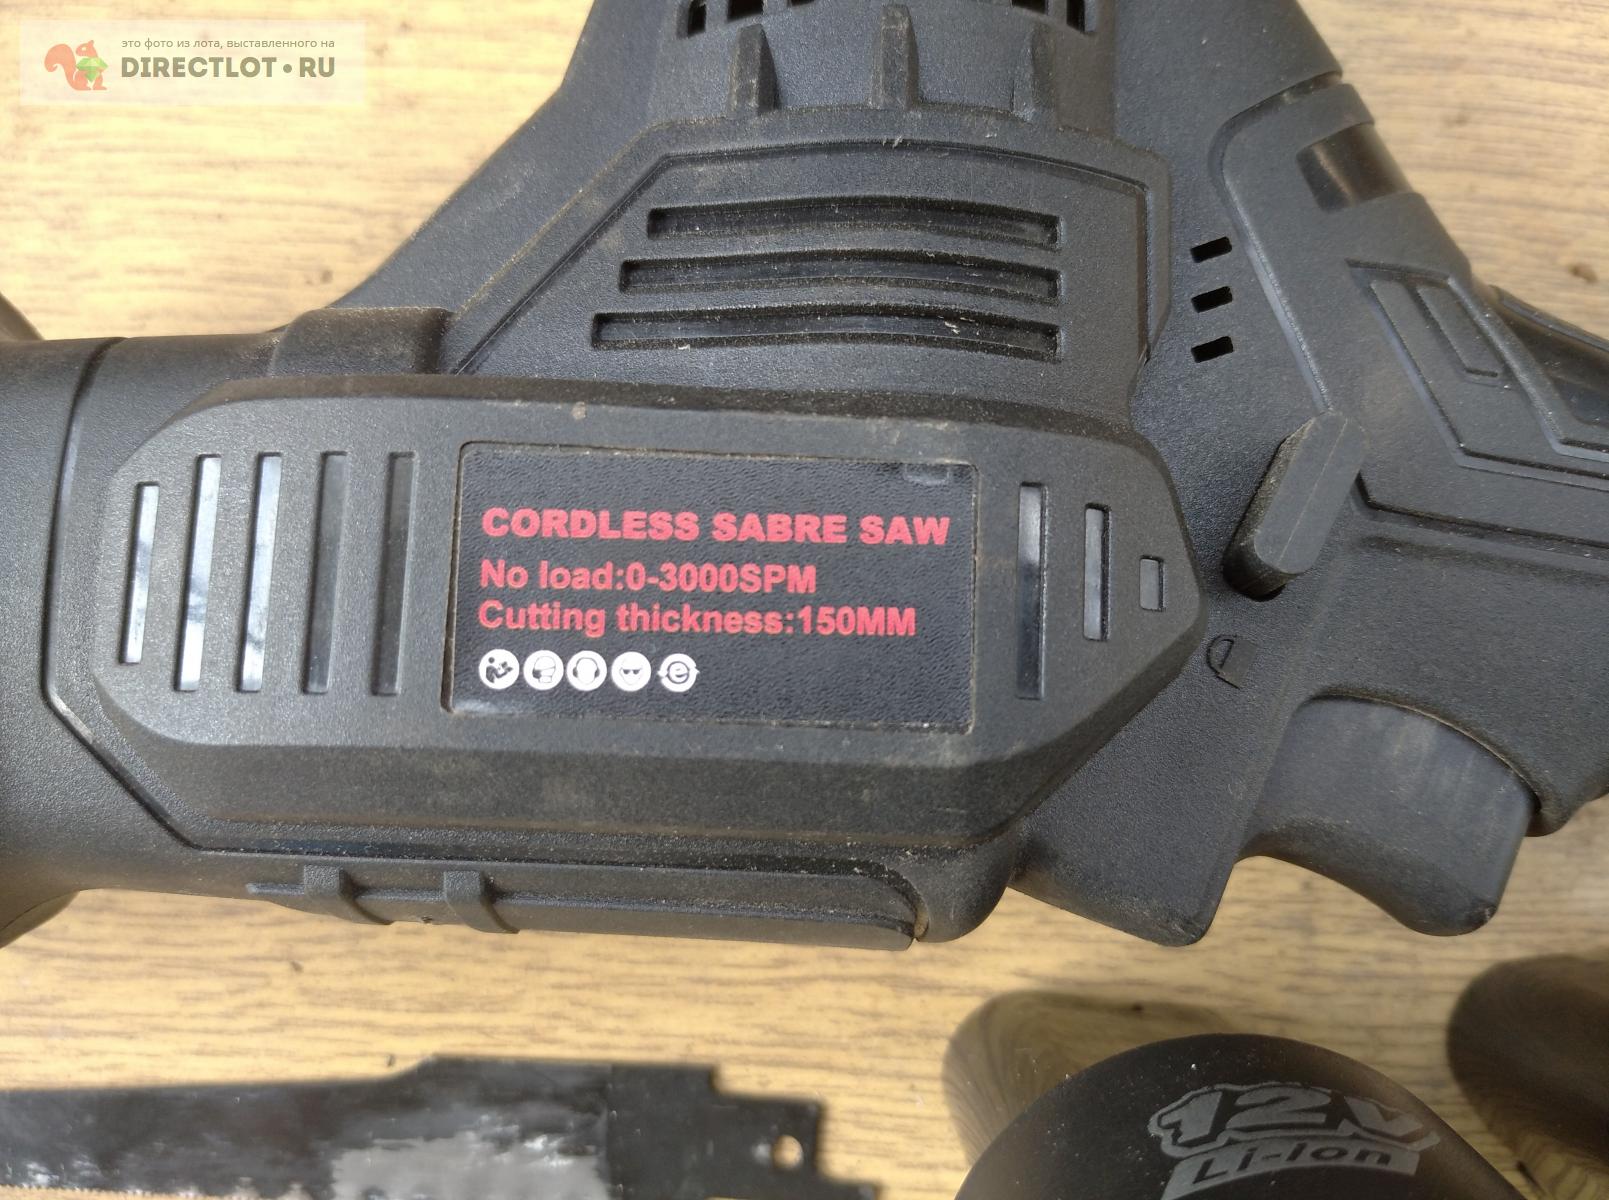 это фото из лота, выставленного на
DIRECTLOT•RU
CORDLESS SABRE SAW
No load:0-3000SPM
Cutting thickness:150MM
12V
Li-Ion